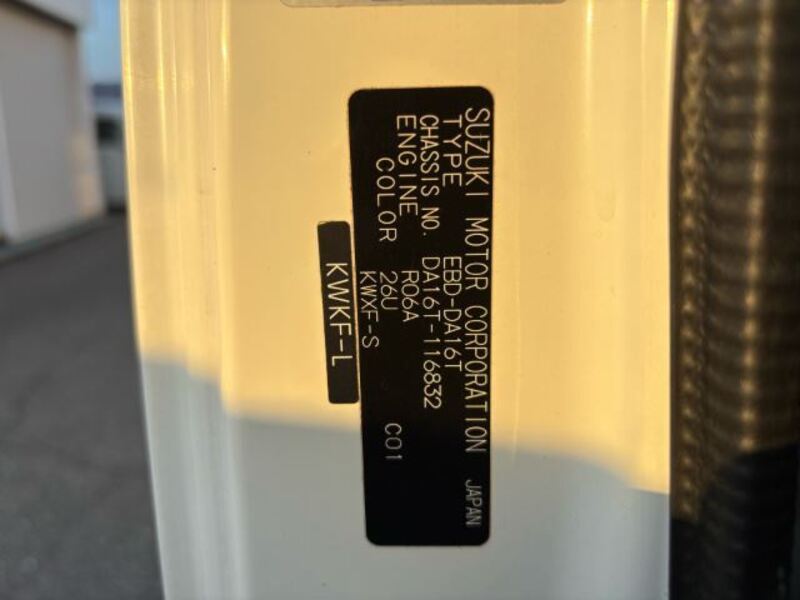 SUZUKI MOTOR CORPORATION JAPAN
TYPE EBD-DA16T
CHASSIS NO. DA16T-116832
ENGINE R06A
COLOR 26U C01
KWXF-S
KWKF-L